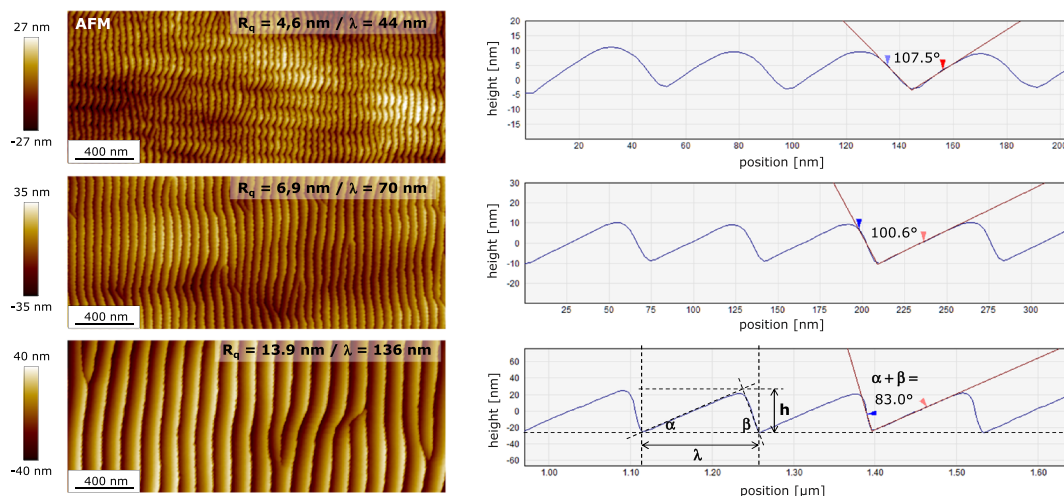 27 nm
AFM
R_q = 4,6 nm / λ = 44 nm
-27 nm
400 nm
height [nm]
20
15
10
5
0
-5
-10
-15
107.5°
20 40 60 80 100 120 140 160 180 200
position [nm]
35 nm
R_q = 6,9 nm / λ = 70 nm
-35 nm
400 nm
height [nm]
30
20
10
0
-10
-20
100.6°
25 50 75 100 125 150 175 200 225 250 275 300
position [nm]
40 nm
R_q = 13.9 nm / λ = 136 nm
-40 nm
400 nm
height [nm]
60
40
20
0
-20
-40
-60
α
β
h
λ
α + β =
83.0°
1.00 1.10 1.20 1.30 1.40 1.50 1.60
position [µm]